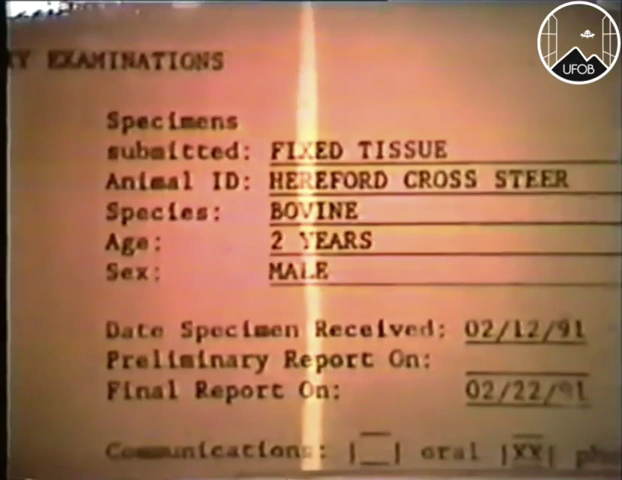 UFOB
EXAMINATIONS
Specimens
submitted: FIXED TISSUE
Animal ID: HEREFORD CROSS STEER
Species: BOVINE
Age: 2 YEARS
Sex: MALE
Date Specimen Received: 02/12/91
Preliminary Report On:
Final Report On: 02/22/91
Communications: |__| oral |XX|